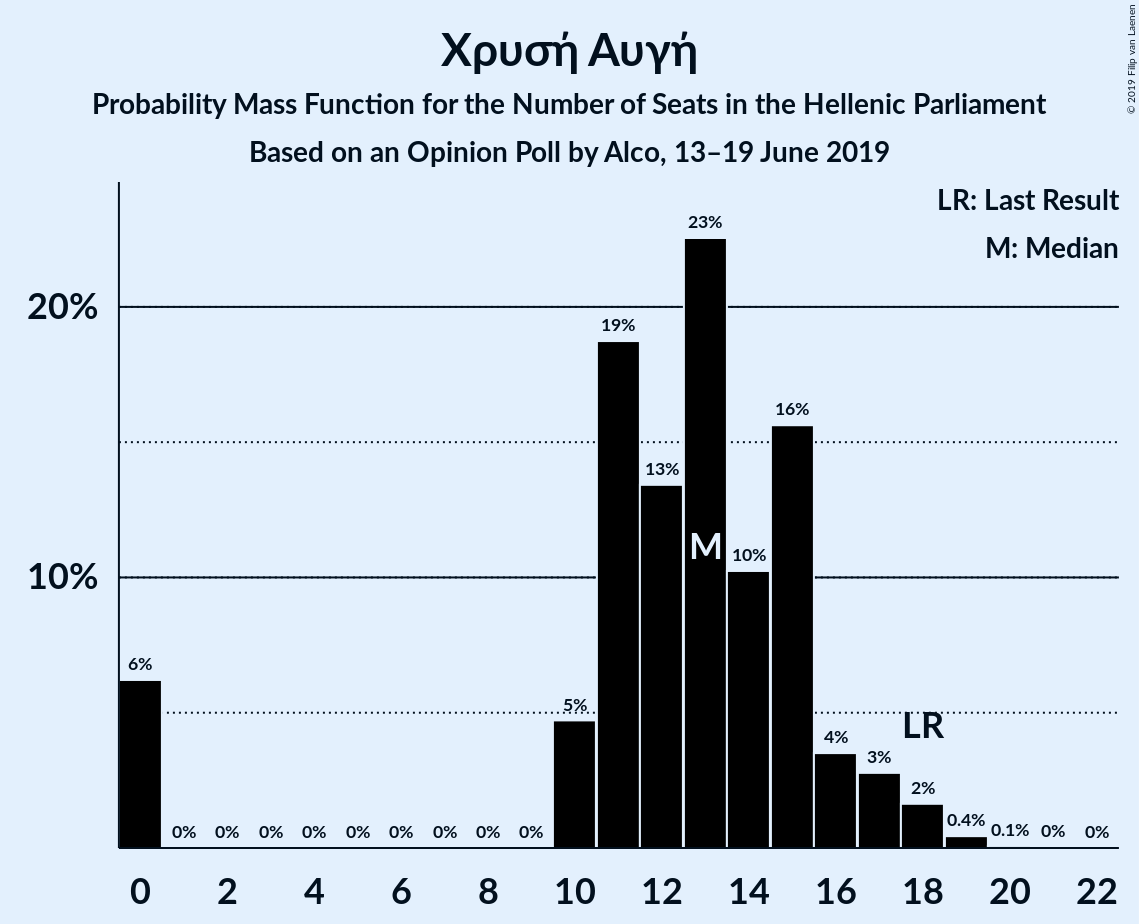 Χρυσή Αυγή
Probability Mass Function for the Number of Seats in the Hellenic Parliament
Based on an Opinion Poll by Alco, 13–19 June 2019
© 2019 Filip van Laenen
LR: Last Result
M: Median
20%
10%
6%
0%
0%
0%
0%
0%
0%
0%
0%
0%
5%
19%
13%
23%
M
10%
16%
4%
3%
LR
2%
0.4%
0.1%
0%
0%
0 2 4 6 8 10 12 14 16 18 20 22